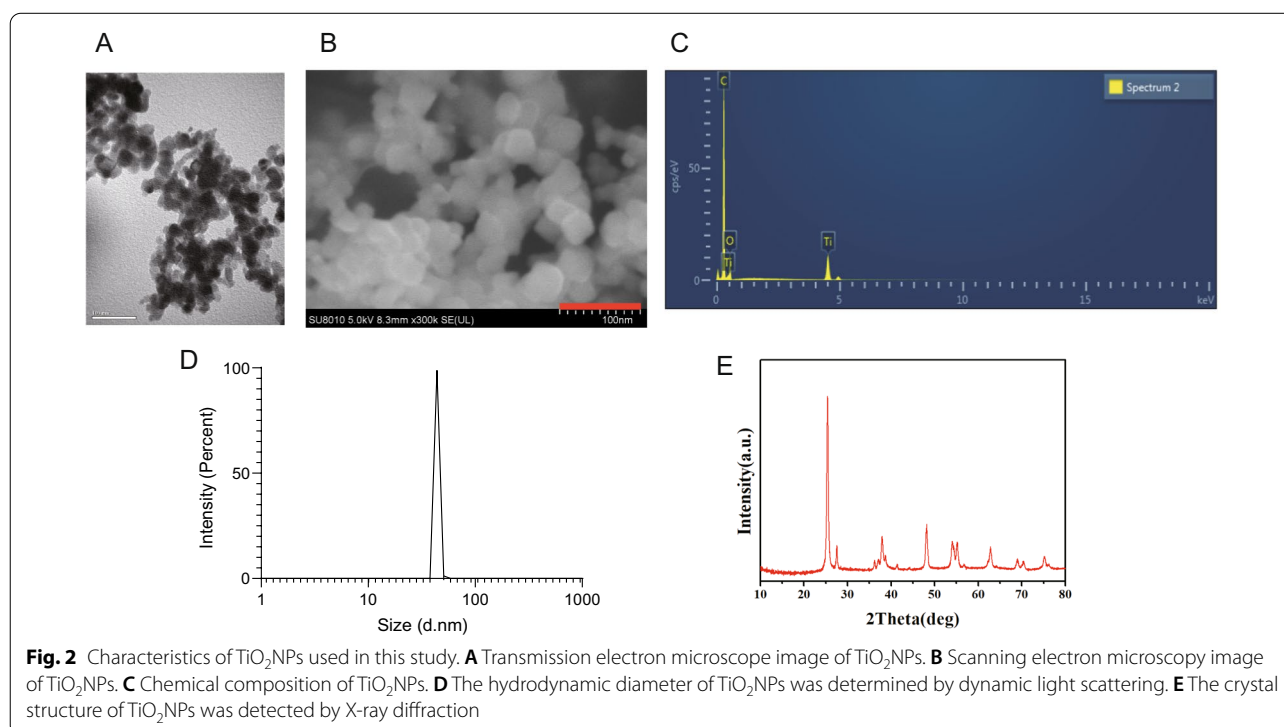 A
B
C
SU8010 5.0kV 8.3mm x300k SE(UL)
100nm
cps/eV
50
0
C
O
Ti
Ti
Spectrum 2
0
5
10
15
keV
D
Intensity (Percent)
100
50
0
1
10
100
1000
Size (d.nm)
E
Intensity(a.u.)
10
20
30
40
50
60
70
80
2Theta(deg)
Fig. 2 Characteristics of TiO₂NPs used in this study. A Transmission electron microscope image of TiO₂NPs. B Scanning electron microscopy image
of TiO₂NPs. C Chemical composition of TiO₂NPs. D The hydrodynamic diameter of TiO₂NPs was determined by dynamic light scattering. E The crystal
structure of TiO₂NPs was detected by X-ray diffraction